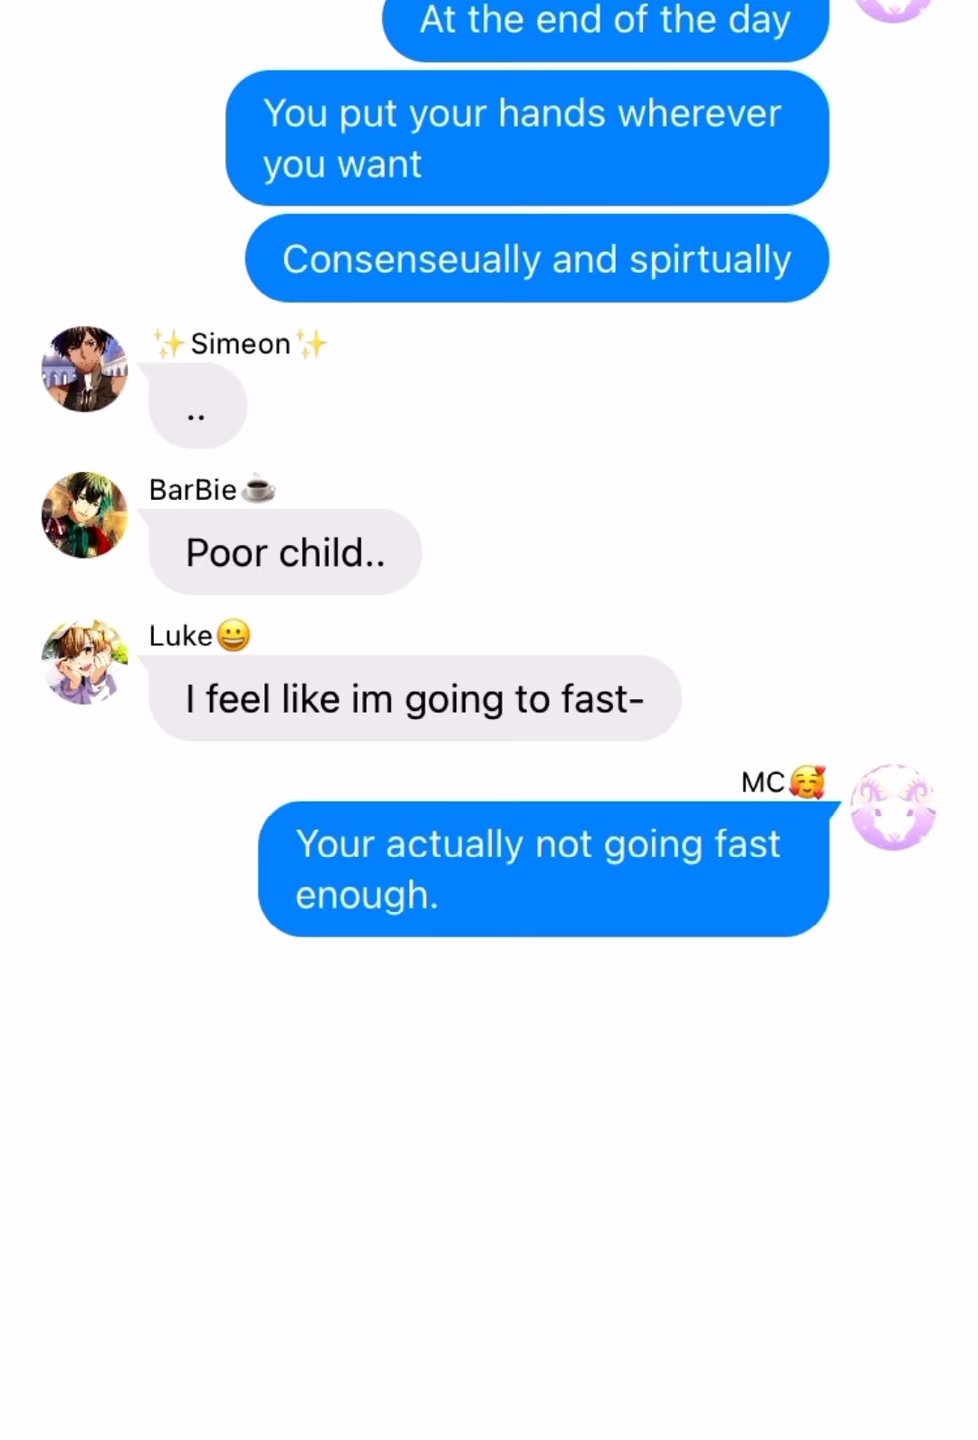 At the end of the day
You put your hands wherever
you want
Consenseually and spirtually
✨Simeon✨
..
BarBie☕
Poor child..
Luke😀
I feel like im going to fast-
MC🥰
Your actually not going fast
enough.